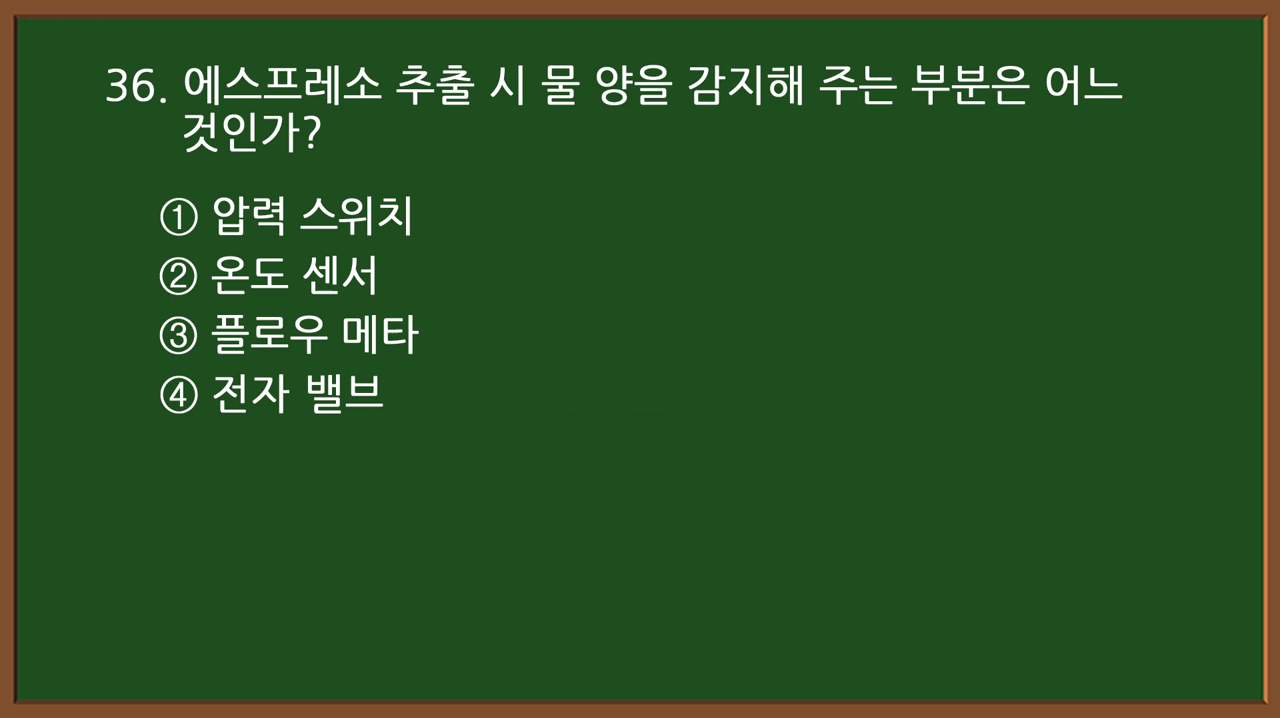 36. 에스프레소 추출 시 물 양을 감지해 주는 부분은 어느
것인가?
① 압력 스위치
② 온도 센서
③ 플로우 메타
④ 전자 밸브